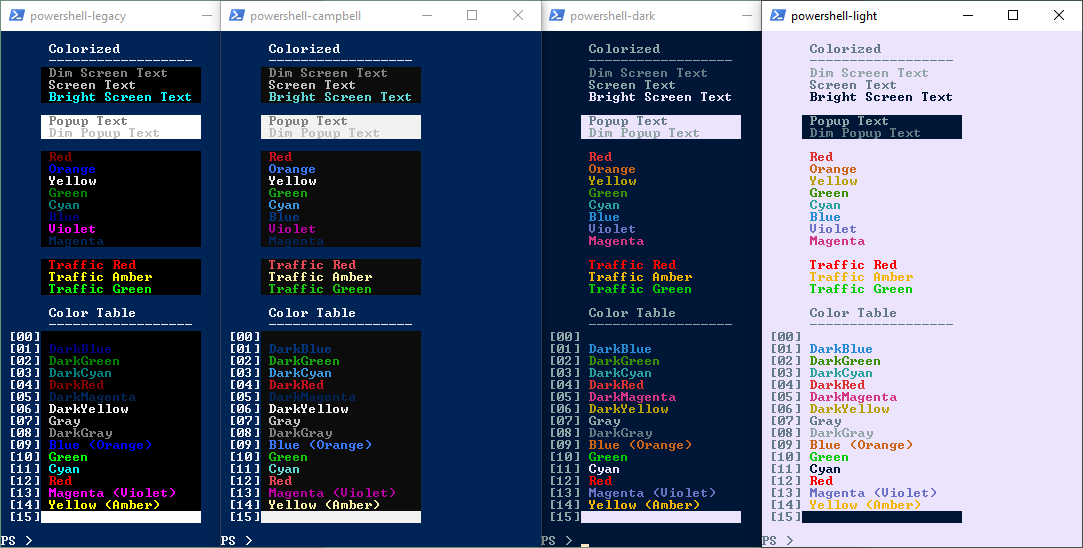 powershell-legacy
Colorized
------------------
Dim Screen Text
Screen Text
Bright Screen Text
Popup Text
Dim Popup Text
Red
Orange
Yellow
Green
Cyan
Blue
Violet
Magenta
Traffic Red
Traffic Amber
Traffic Green
Color Table
------------------
[00]
[01] DarkBlue
[02] DarkGreen
[03] DarkCyan
[04] DarkRed
[05] DarkMagenta
[06] DarkYellow
[07] Gray
[08] DarkGray
[09] Blue (Orange)
[10] Green
[11] Cyan
[12] Red
[13] Magenta (Violet)
[14] Yellow (Amber)
[15]
PS >
powershell-campbell
Colorized
------------------
Dim Screen Text
Screen Text
Bright Screen Text
Popup Text
Dim Popup Text
Red
Orange
Yellow
Green
Cyan
Blue
Violet
Magenta
Traffic Red
Traffic Amber
Traffic Green
Color Table
------------------
[00]
[01] DarkBlue
[02] DarkGreen
[03] DarkCyan
[04] DarkRed
[05] DarkMagenta
[06] DarkYellow
[07] Gray
[08] DarkGray
[09] Blue (Orange)
[10] Green
[11] Cyan
[12] Red
[13] Magenta (Violet)
[14] Yellow (Amber)
[15]
PS >
powershell-dark
Colorized
------------------
Dim Screen Text
Screen Text
Bright Screen Text
Popup Text
Dim Popup Text
Red
Orange
Yellow
Green
Cyan
Blue
Violet
Magenta
Traffic Red
Traffic Amber
Traffic Green
Color Table
------------------
[00]
[01] DarkBlue
[02] DarkGreen
[03] DarkCyan
[04] DarkRed
[05] DarkMagenta
[06] DarkYellow
[07] Gray
[08] DarkGray
[09] Blue (Orange)
[10] Green
[11] Cyan
[12] Red
[13] Magenta (Violet)
[14] Yellow (Amber)
[15]
PS >
powershell-light
Colorized
------------------
Dim Screen Text
Screen Text
Bright Screen Text
Popup Text
Dim Popup Text
Red
Orange
Yellow
Green
Cyan
Blue
Violet
Magenta
Traffic Red
Traffic Amber
Traffic Green
Color Table
------------------
[00]
[01] DarkBlue
[02] DarkGreen
[03] DarkCyan
[04] DarkRed
[05] DarkMagenta
[06] DarkYellow
[07] Gray
[08] DarkGray
[09] Blue (Orange)
[10] Green
[11] Cyan
[12] Red
[13] Magenta (Violet)
[14] Yellow (Amber)
[15]
PS >